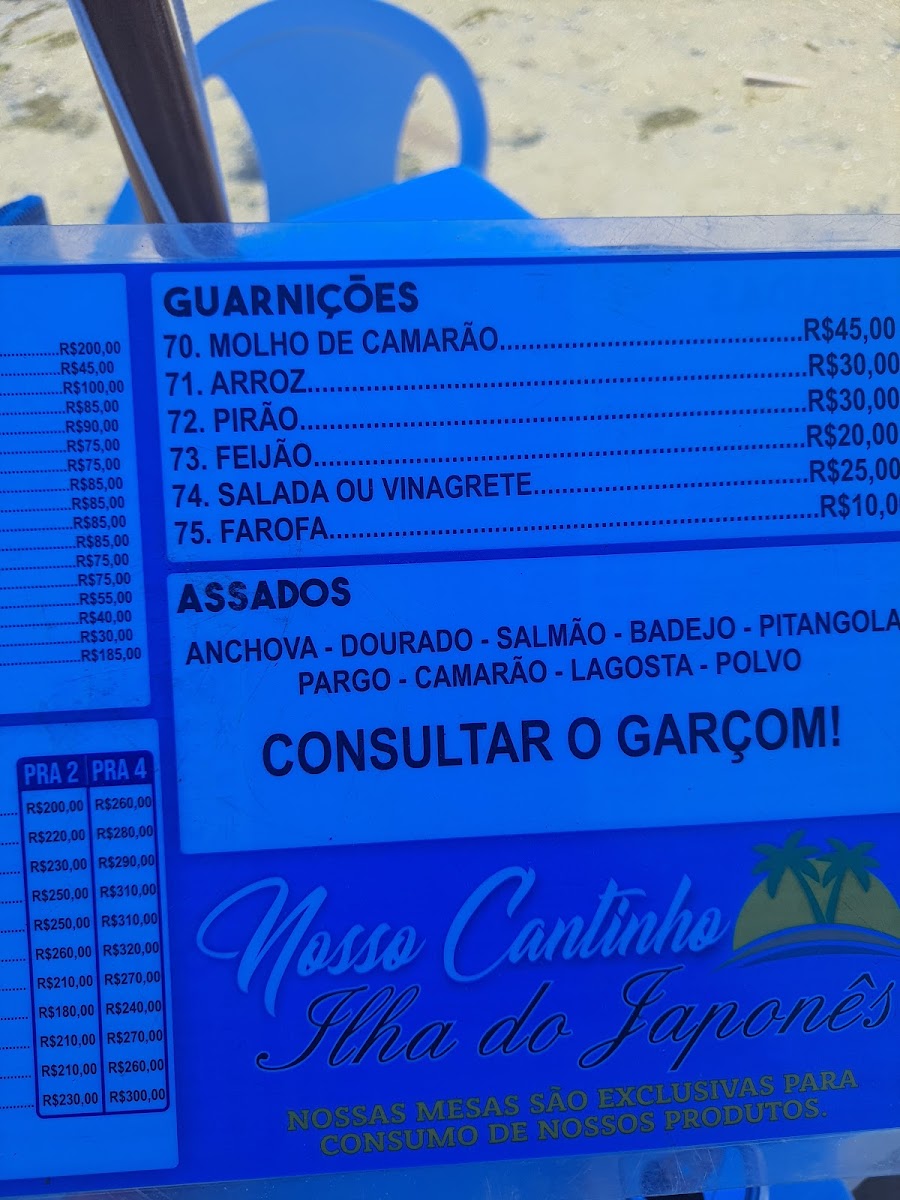 R$200,00
R$45,00
R$100,00
R$85,00
R$90,00
R$75,00
R$75,00
R$85,00
R$85,00
R$85,00
R$85,00
R$75,00
R$75,00
R$55,00
R$40,00
R$30,00
R$185,00
PRA 2 PRA 4
R$200,00 R$260,00
R$220,00 R$280,00
R$230,00 R$290,00
R$250,00 R$310,00
R$250,00 R$310,00
R$260,00 R$320,00
R$210,00 R$270,00
R$180,00 R$240,00
R$210,00 R$270,00
R$210,00 R$260,00
R$230,00 R$300,00
GUARNIÇÕES
70. MOLHO DE CAMARÃO R$45,00
71. ARROZ R$30,00
72. PIRÃO R$30,00
73. FEIJÃO R$20,00
74. SALADA OU VINAGRETE R$25,00
75. FAROFA R$10,0
ASSADOS
ANCHOVA - DOURADO - SALMÃO - BADEJO - PITANGOLA
PARGO - CAMARÃO - LAGOSTA - POLVO
CONSULTAR O GARÇOM!
Nosso Cantinho
Ilha do Japonês
NOSSAS MESAS SÃO EXCLUSIVAS PARA
CONSUMO DE NOSSOS PRODUTOS.